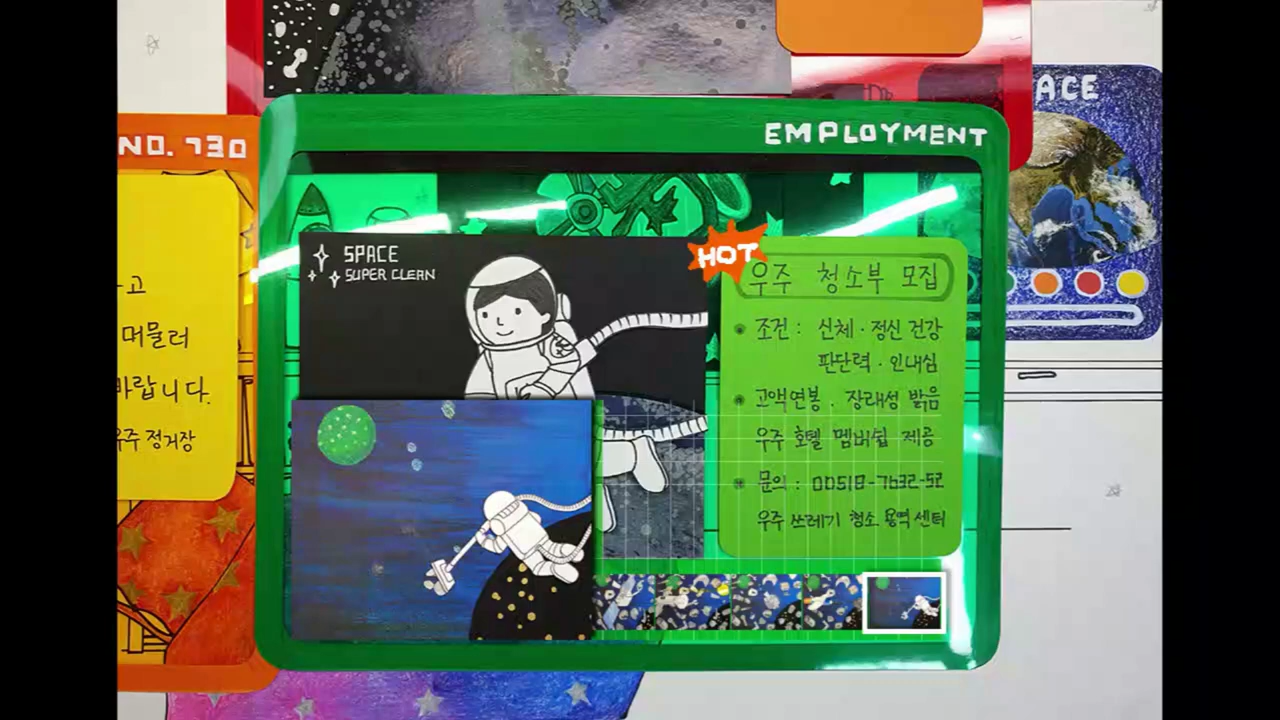 ACE
EMPLOYMENT
NO. 730
고
머물러
바랍니다.
우주 정거장
SPACE
SUPER CLEAN
HOT
우주 청소부 모집
조건 : 신체 · 정신 건강
판단력 · 인내심
고액연봉 . 장래성 밝음
우주 호텔 멤버쉽 제공
문의 : 00518-7632-52
우주 쓰레기 청소 용역 센터